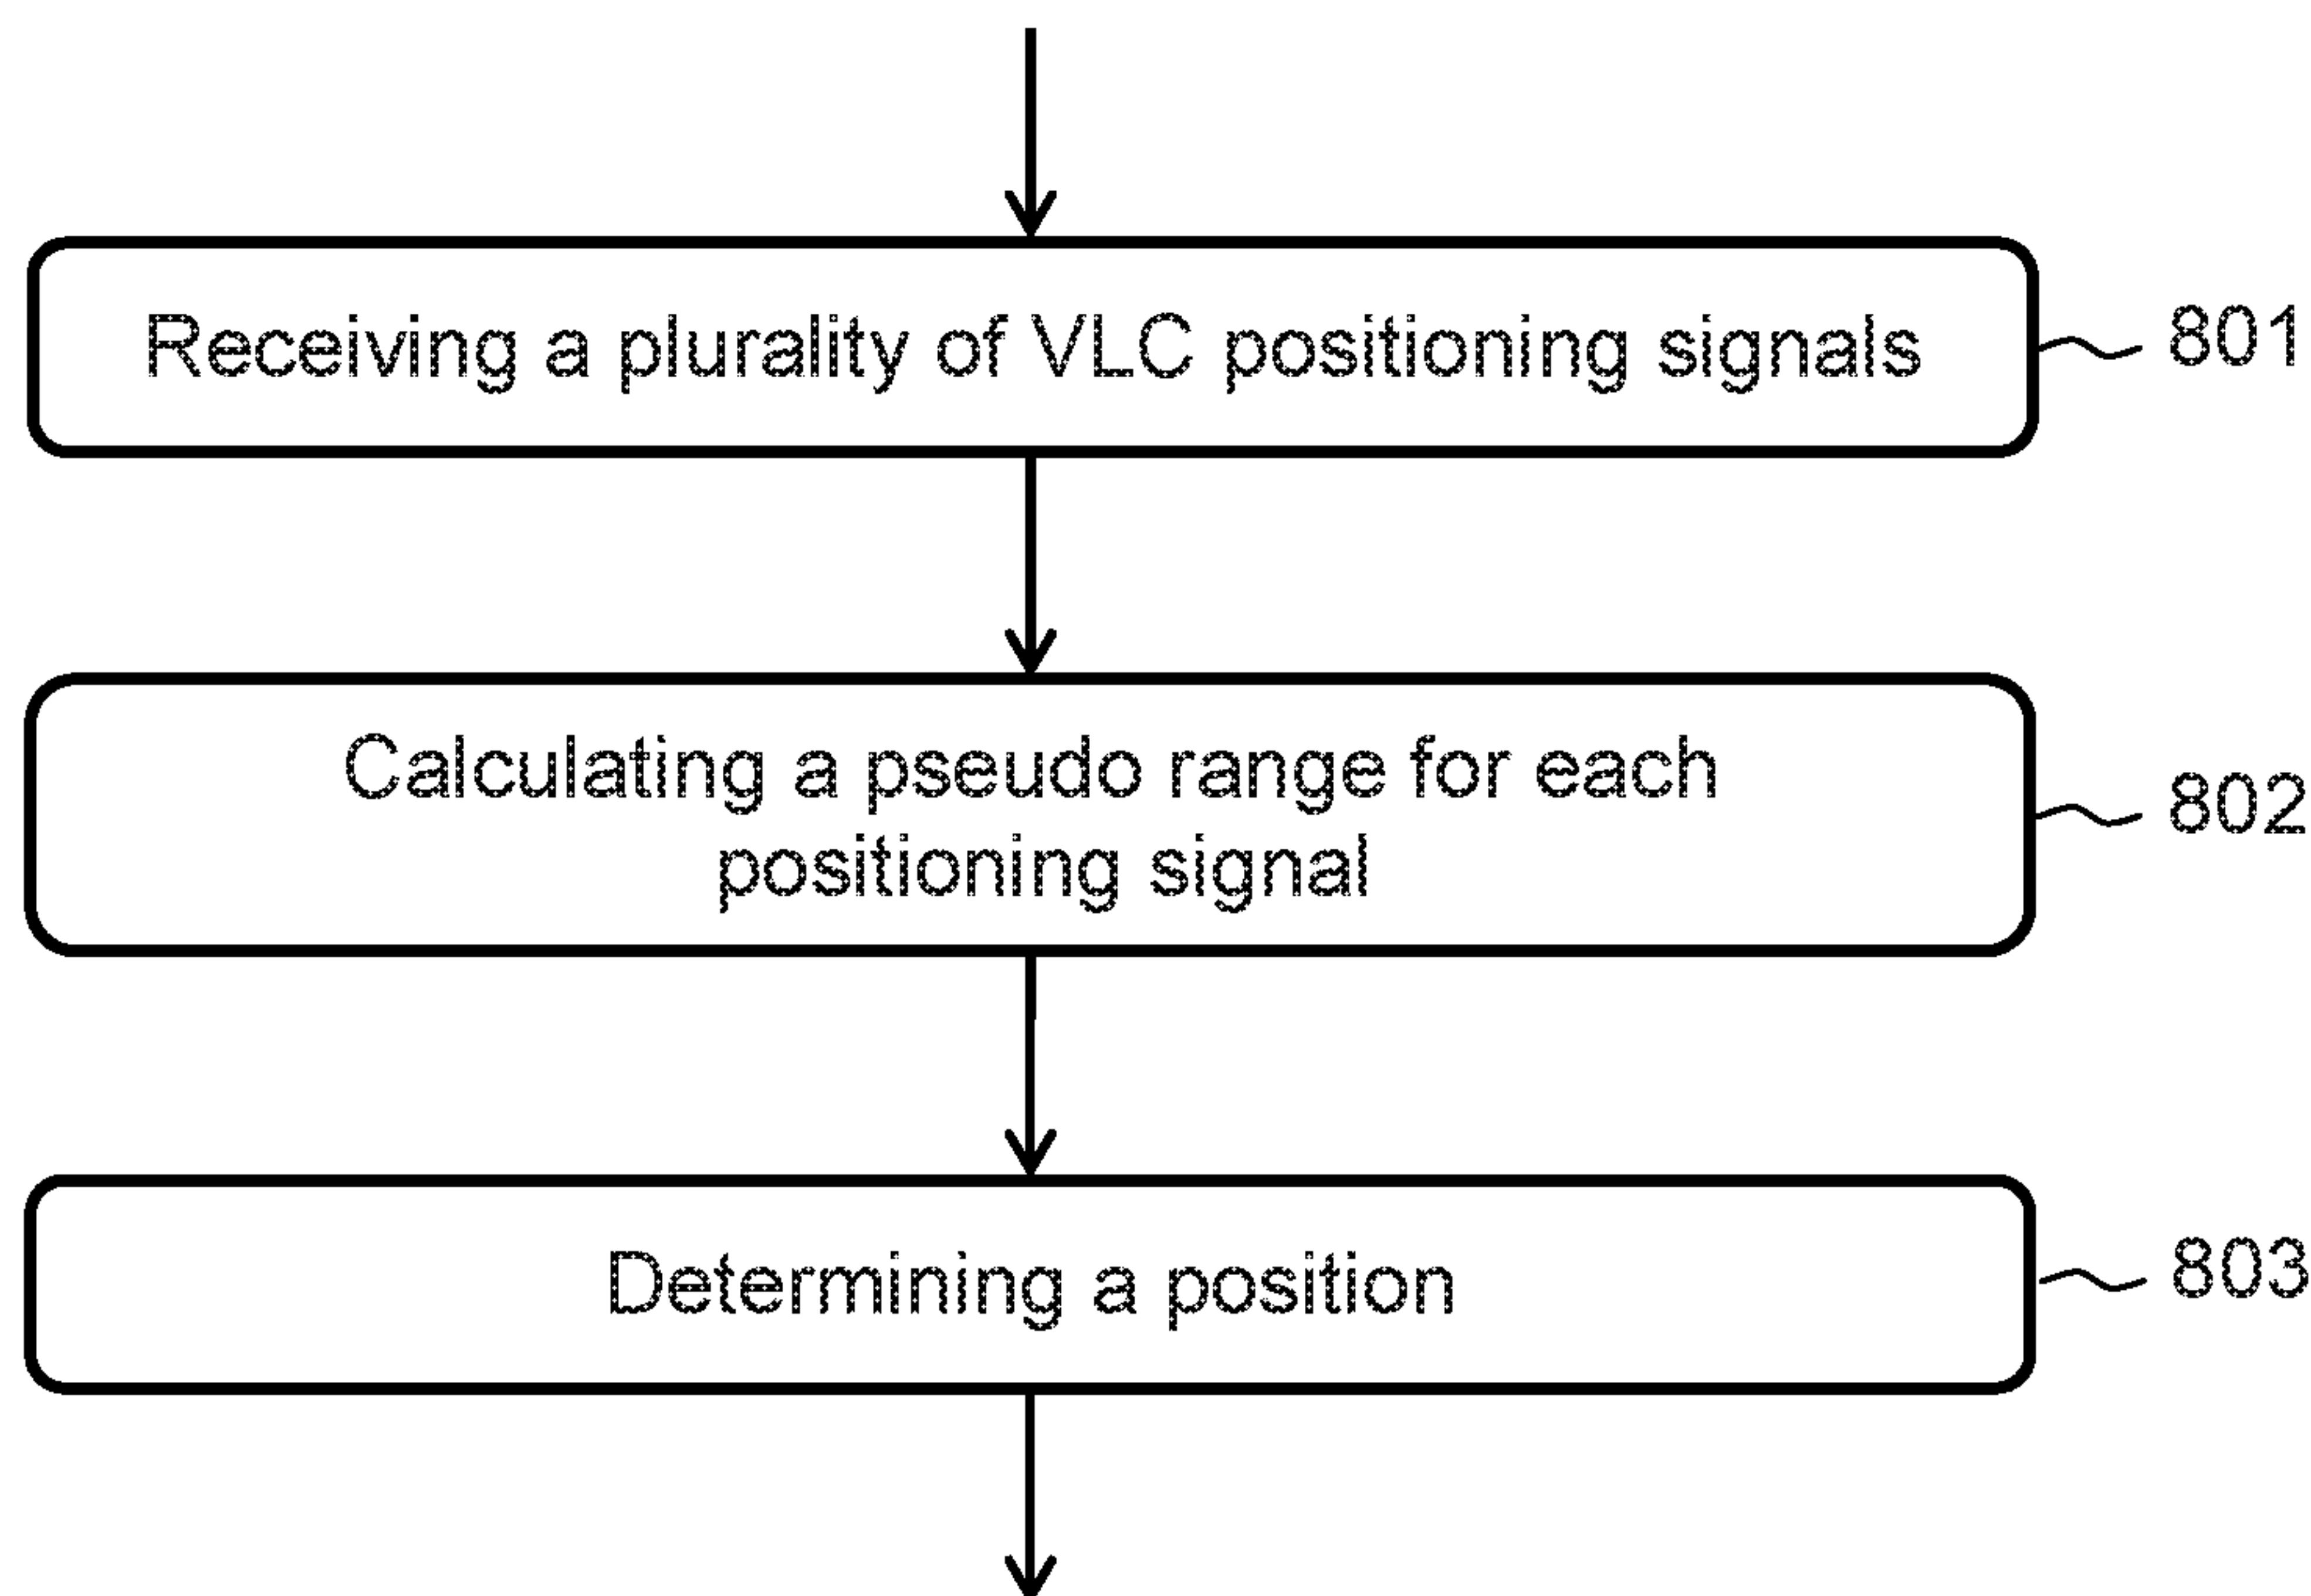 Receiving a plurality of VLC positioning signals
801
Calculating a pseudo range for each
positioning signal
802
Determining a position
803